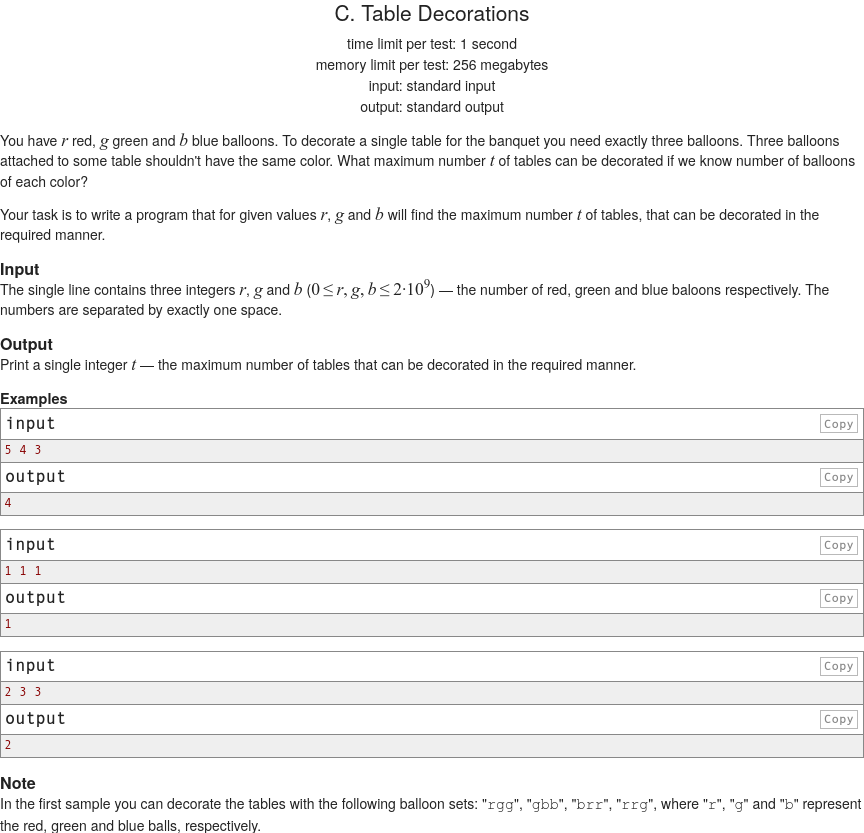 C. Table Decorations
time limit per test: 1 second
memory limit per test: 256 megabytes
input: standard input
output: standard output
You have r red, g green and b blue balloons. To decorate a single table for the banquet you need exactly three balloons. Three balloons
attached to some table shouldn't have the same color. What maximum number t of tables can be decorated if we know number of balloons
of each color?
Your task is to write a program that for given values r, g and b will find the maximum number t of tables, that can be decorated in the
required manner.
Input
The single line contains three integers r, g and b (0 ≤ r, g, b ≤ 2·10⁹) — the number of red, green and blue baloons respectively. The
numbers are separated by exactly one space.
Output
Print a single integer t — the maximum number of tables that can be decorated in the required manner.
Examples
input Copy
5 4 3
output Copy
4
input Copy
1 1 1
output Copy
1
input Copy
2 3 3
output Copy
2
Note
In the first sample you can decorate the tables with the following balloon sets: "rgg", "gbb", "brr", "rrg", where "r", "g" and "b" represent
the red, green and blue balls, respectively.